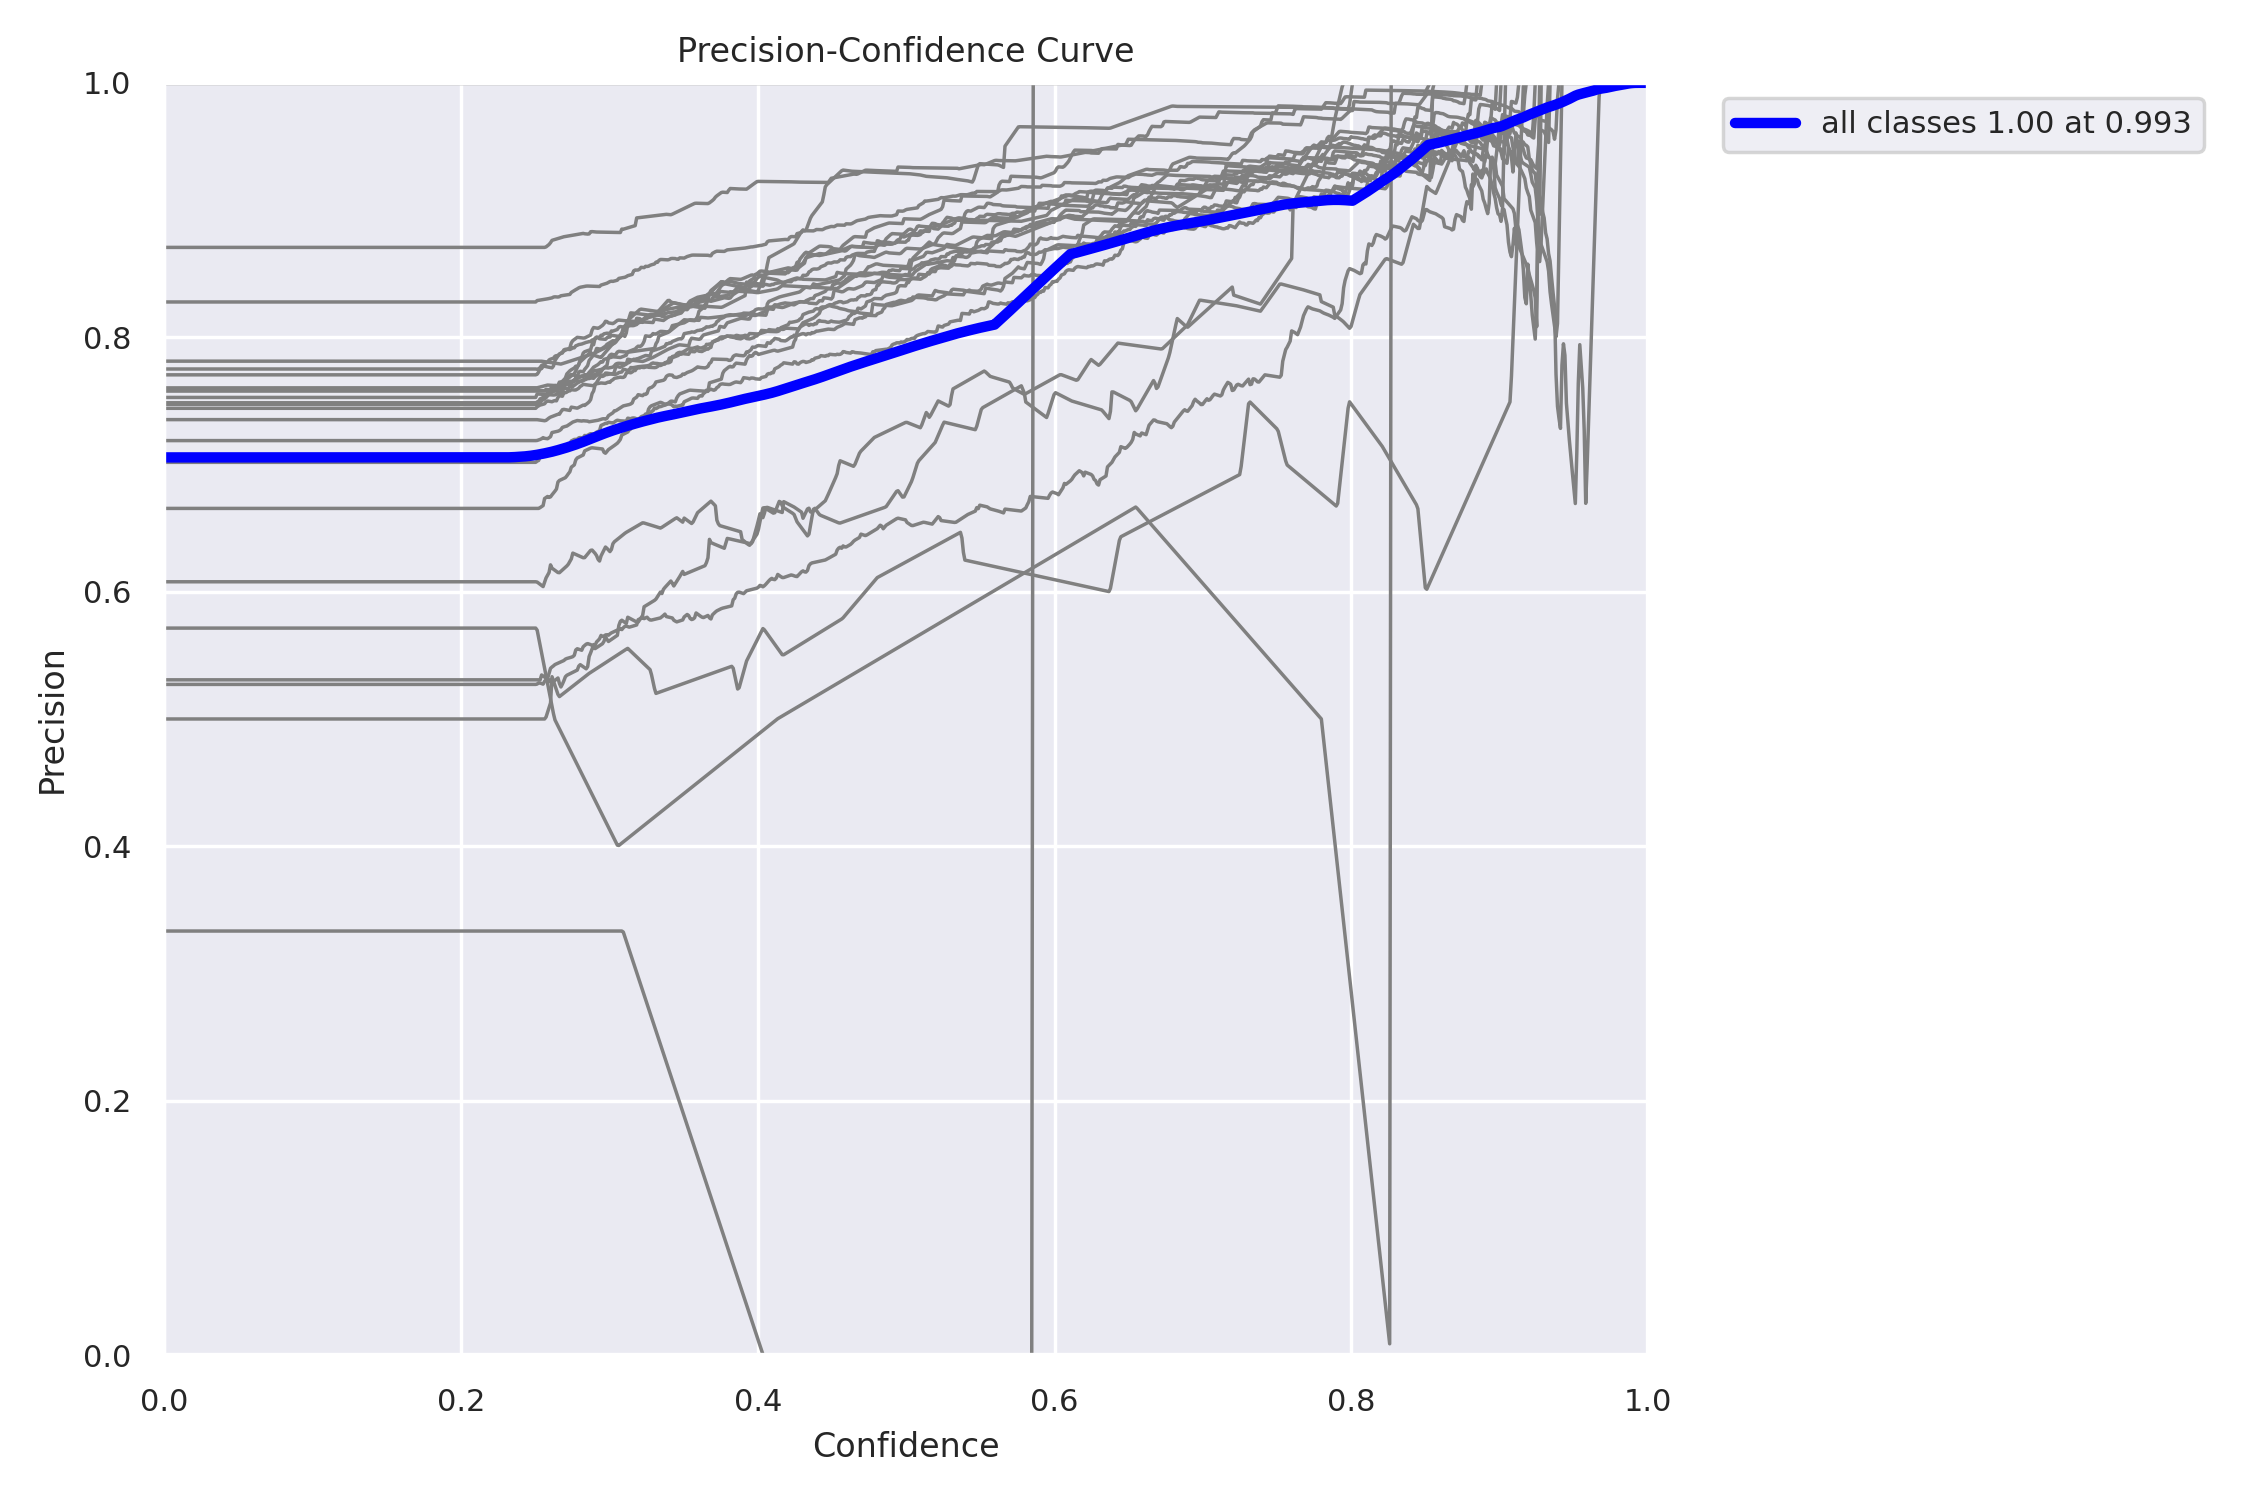 Precision-Confidence Curve
1.0
0.8
0.6
0.4
0.2
0.0
Precision
0.0 0.2 0.4 0.6 0.8 1.0
Confidence
all classes 1.00 at 0.993